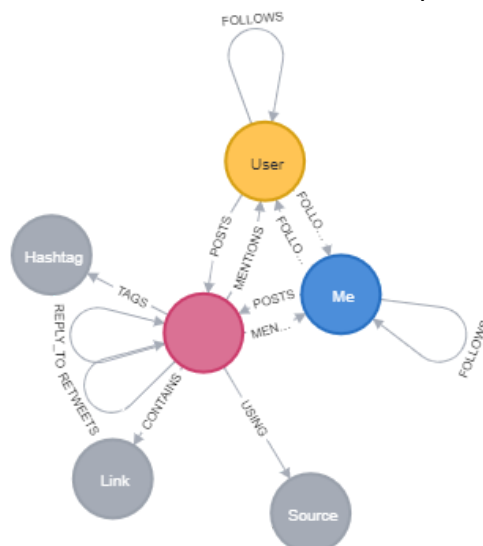 FOLLOWS
User
POSTS
MENTIONS
FOLLO...
FOLLO...
Hashtag
TAGS
POSTS
Me
MEN...
REPLY_TO
RETWEETS
CONTAINS
USING
FOLLOWS
Link
Source